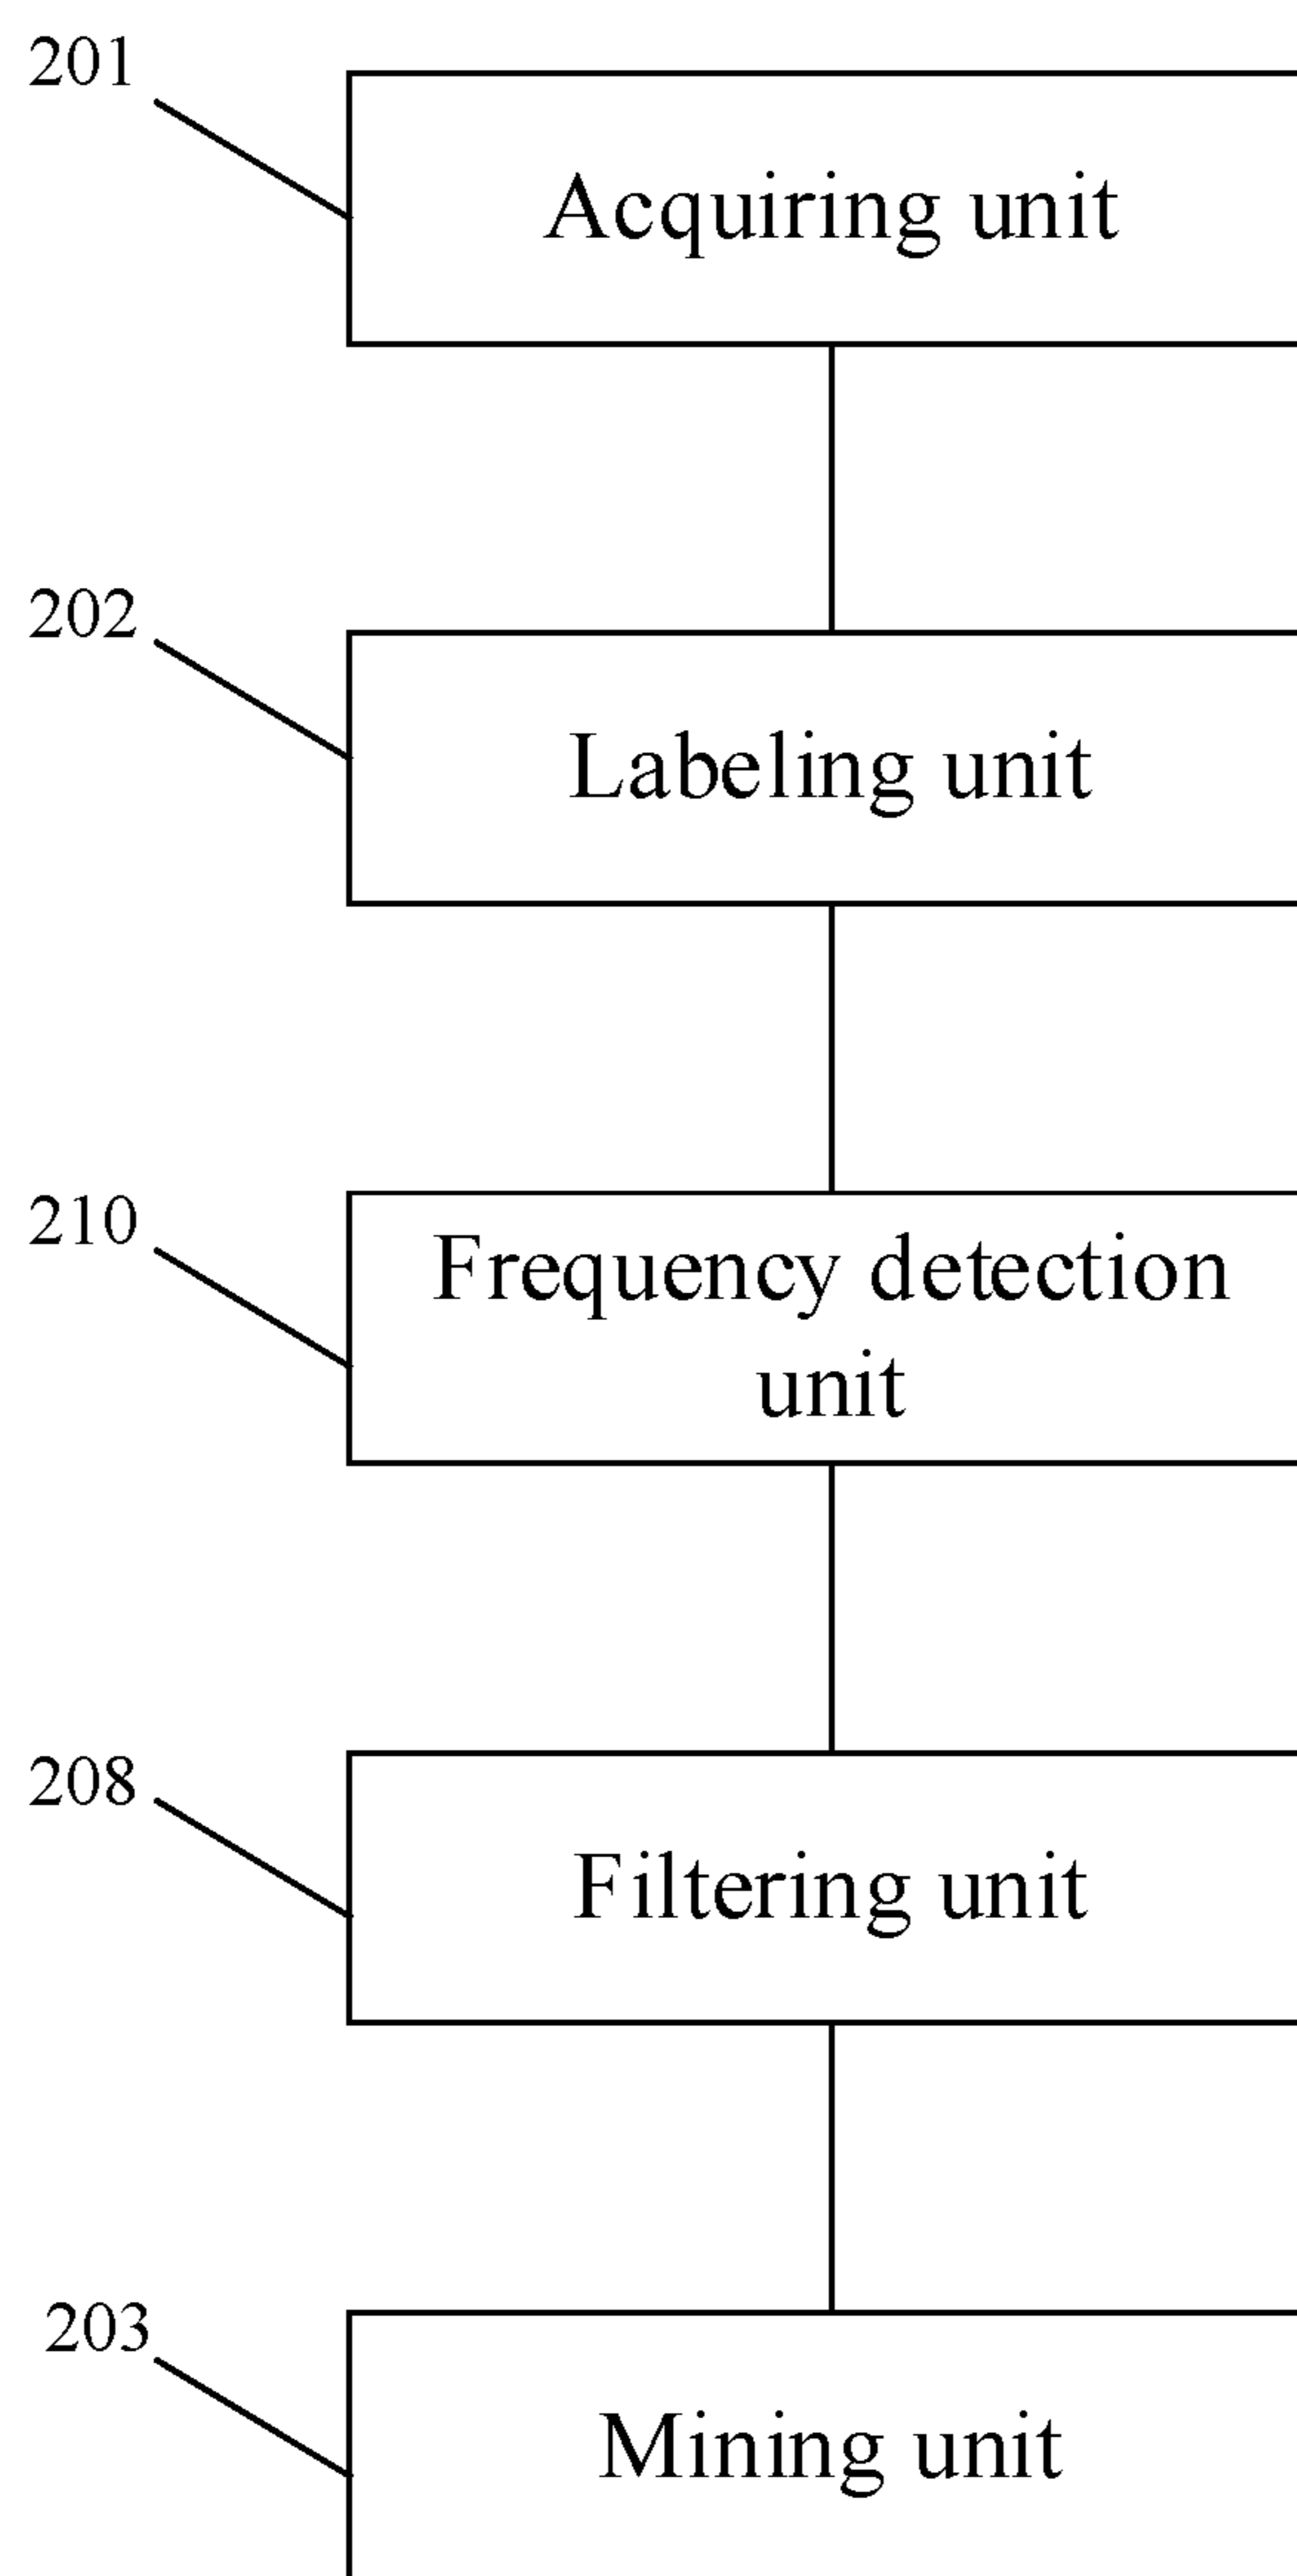 201
Acquiring unit
202
Labeling unit
210
Frequency detection
unit
208
Filtering unit
203
Mining unit